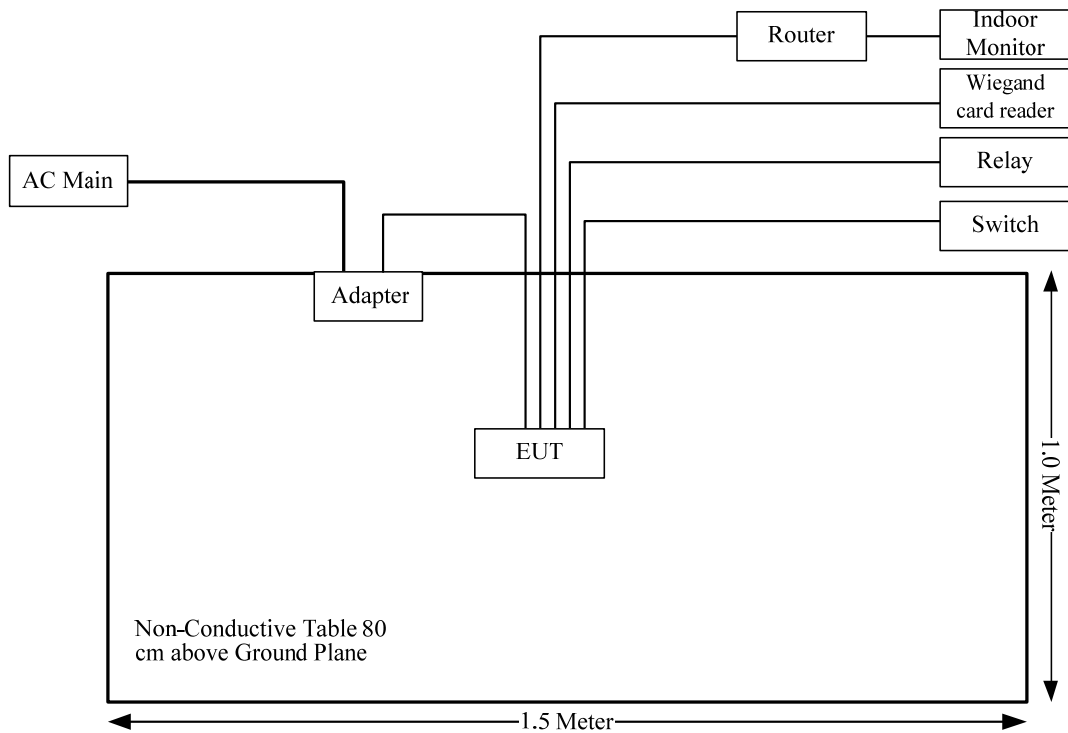 Router
Indoor
Monitor
Wiegand
card reader
AC Main
Relay
Switch
Adapter
EUT
1.0 Meter
Non-Conductive Table 80
cm above Ground Plane
1.5 Meter